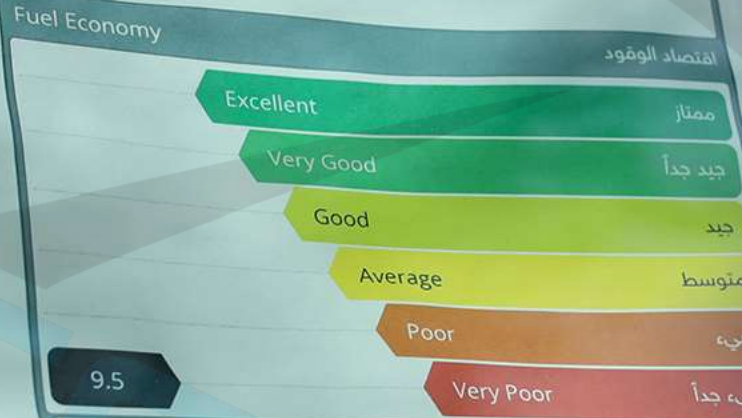 Fuel Economy اقتصاد الوقود
Excellent ممتاز
Very Good جيد جداً
Good جيد
Average متوسط
Poor
9.5 Very Poor جداً